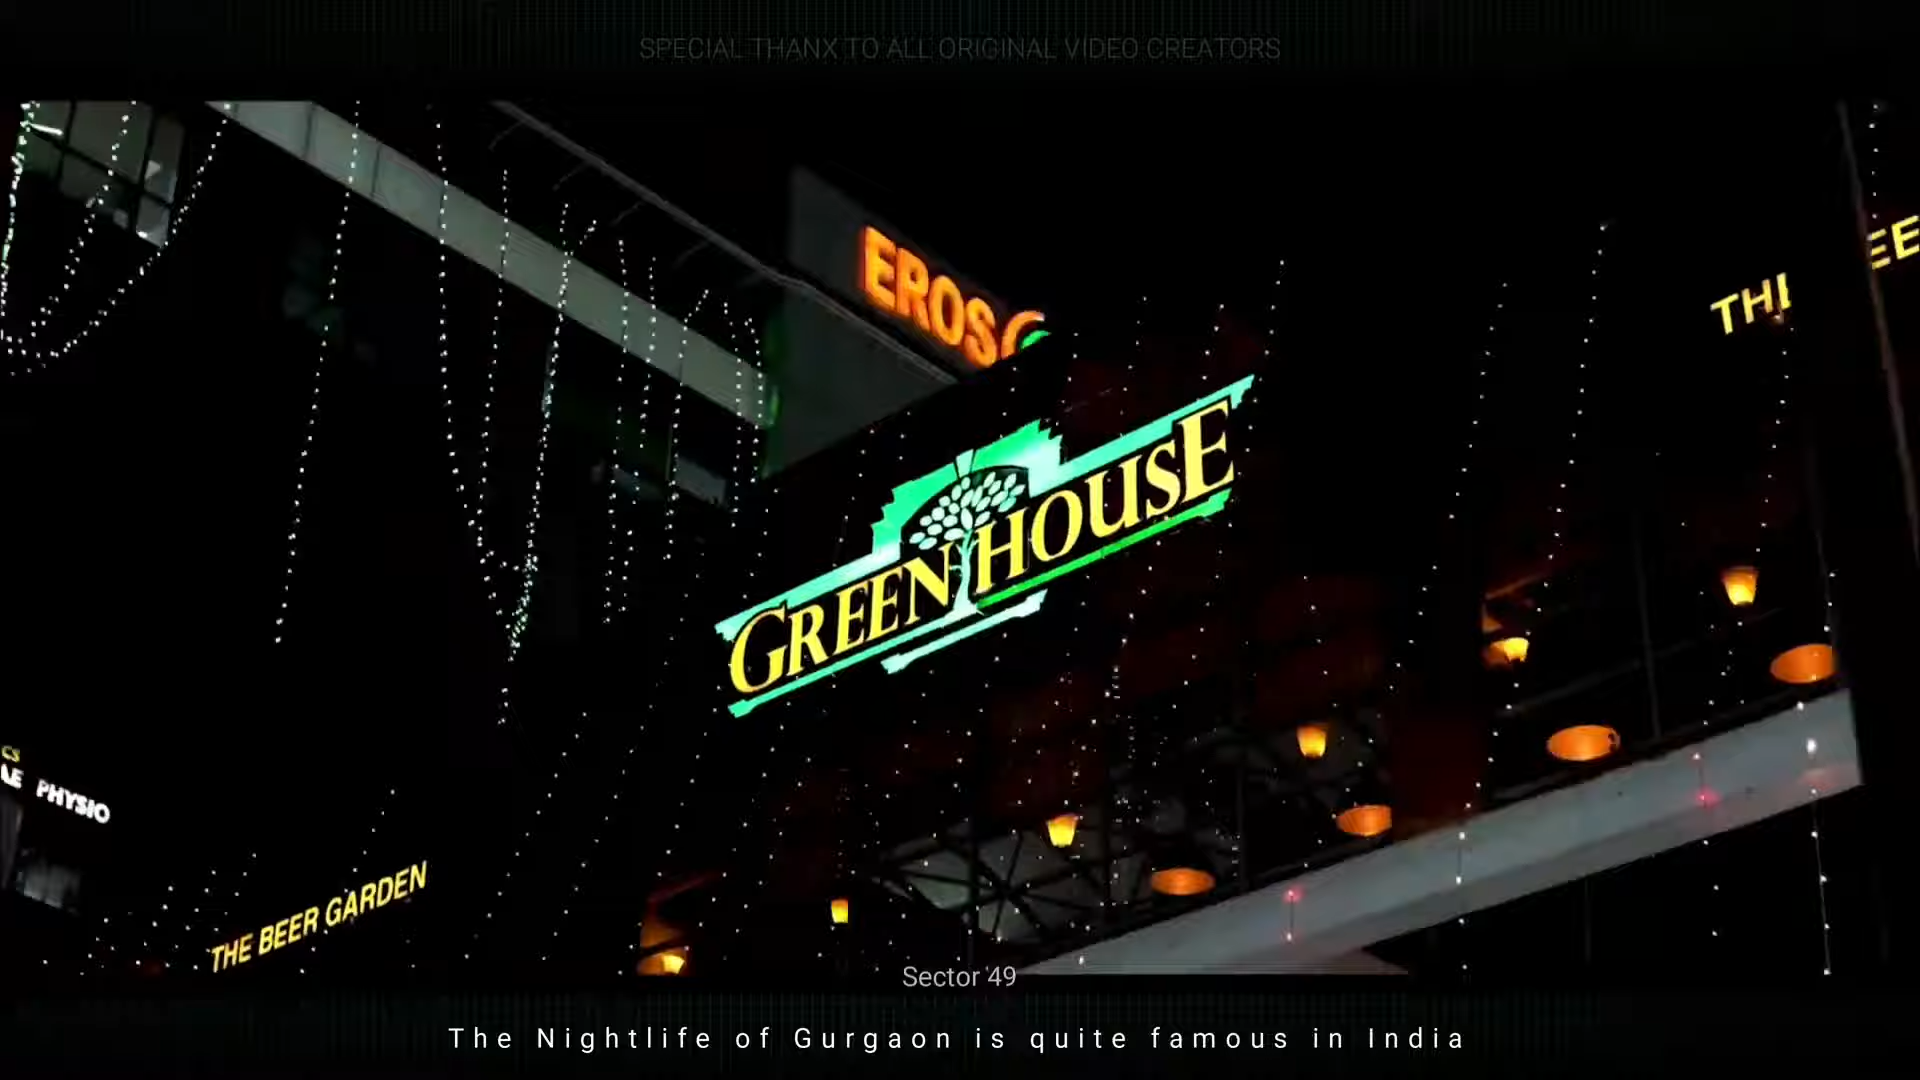 SPECIAL THANX TO ALL ORIGINAL VIDEO CREATORS
EROS
GREEN HOUSE
PHYSIO
THE BEER GARDEN
Sector 49
The Nightlife of Gurgaon is quite famous in India